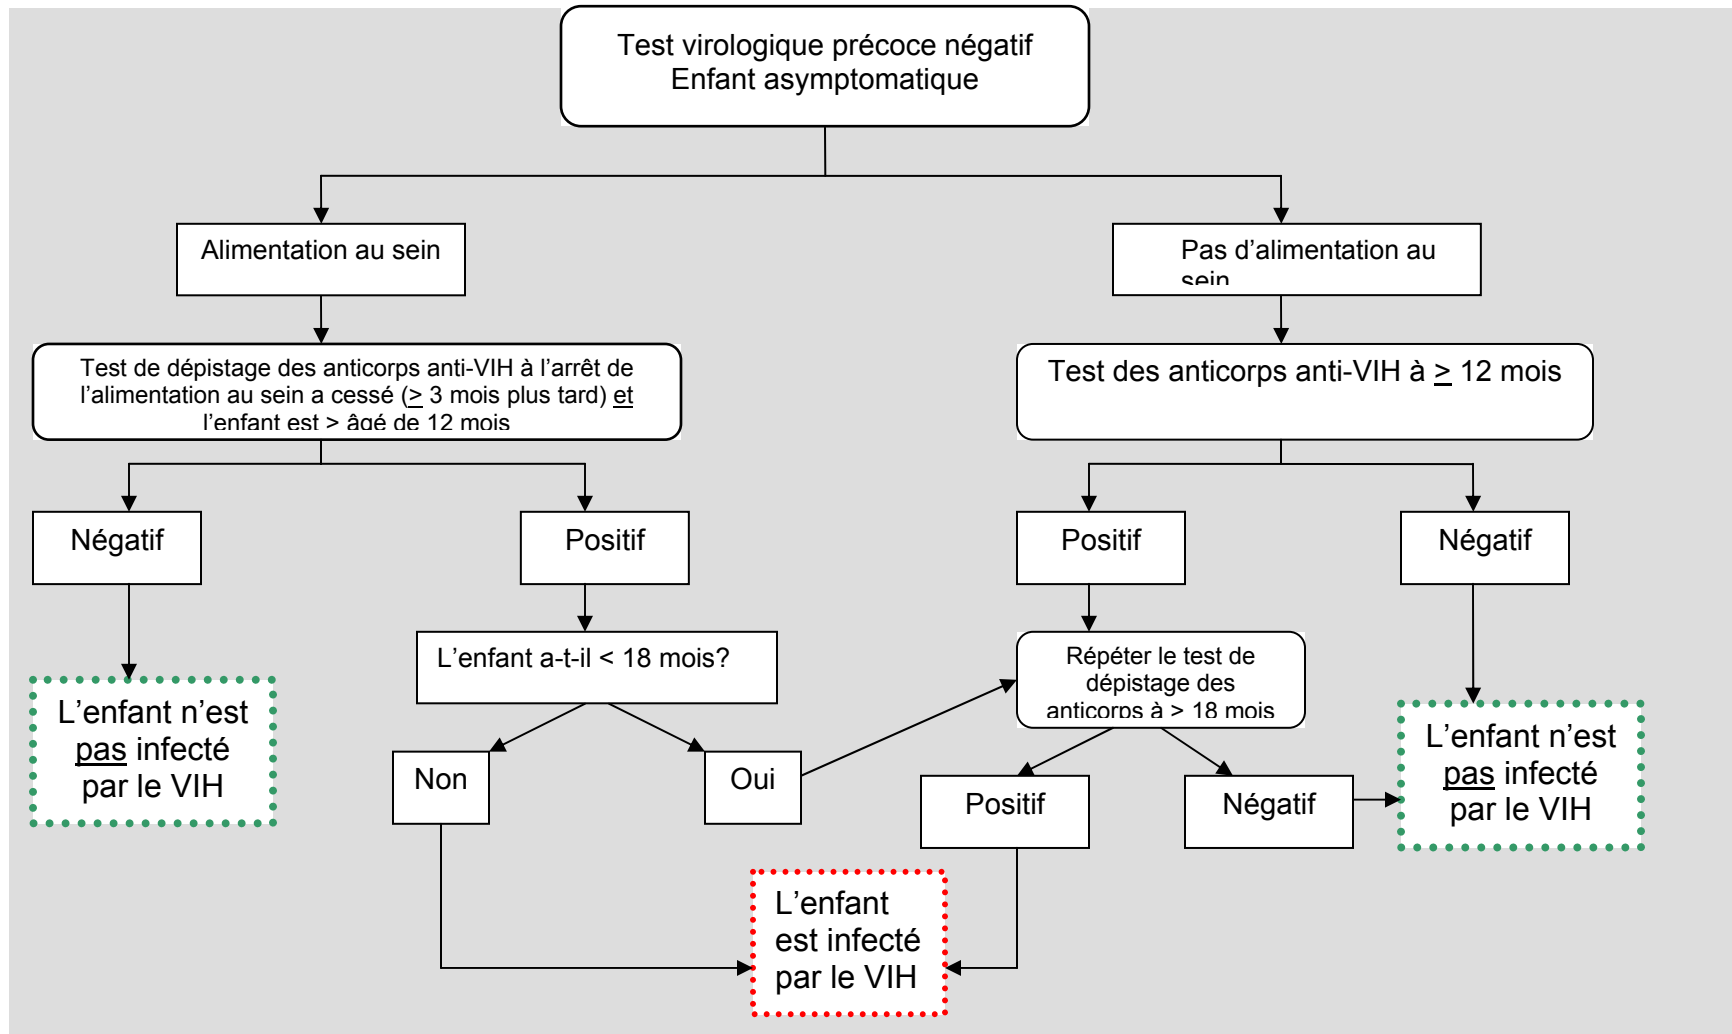 Test virologique précoce négatif
Enfant asymptomatique
Alimentation au sein
Pas d’alimentation au
sein
Test de dépistage des anticorps anti-VIH à l’arrêt de
l’alimentation au sein a cessé (≥ 3 mois plus tard) et
l’enfant est > âgé de 12 mois
Test des anticorps anti-VIH à ≥ 12 mois
Négatif
Positif
Positif
Négatif
L’enfant a-t-il < 18 mois?
Répéter le test de
dépistage des
anticorps à > 18 mois
L’enfant n’est
pas infecté
par le VIH
Non
Oui
Positif
Négatif
L’enfant n’est
pas infecté
par le VIH
L’enfant
est infecté
par le VIH